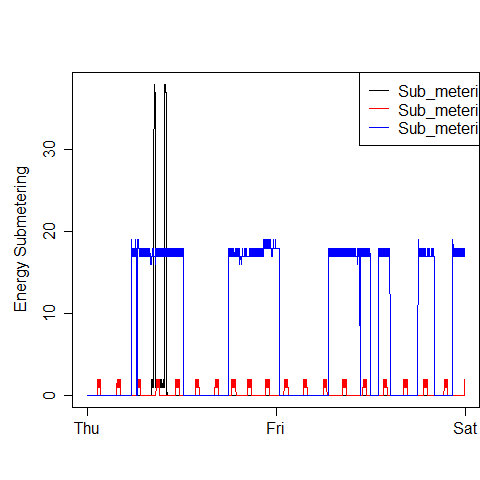 Sub_meteri
Sub_meteri
Sub_meteri
Energy Submetering
30
20
10
0
Thu Fri Sat